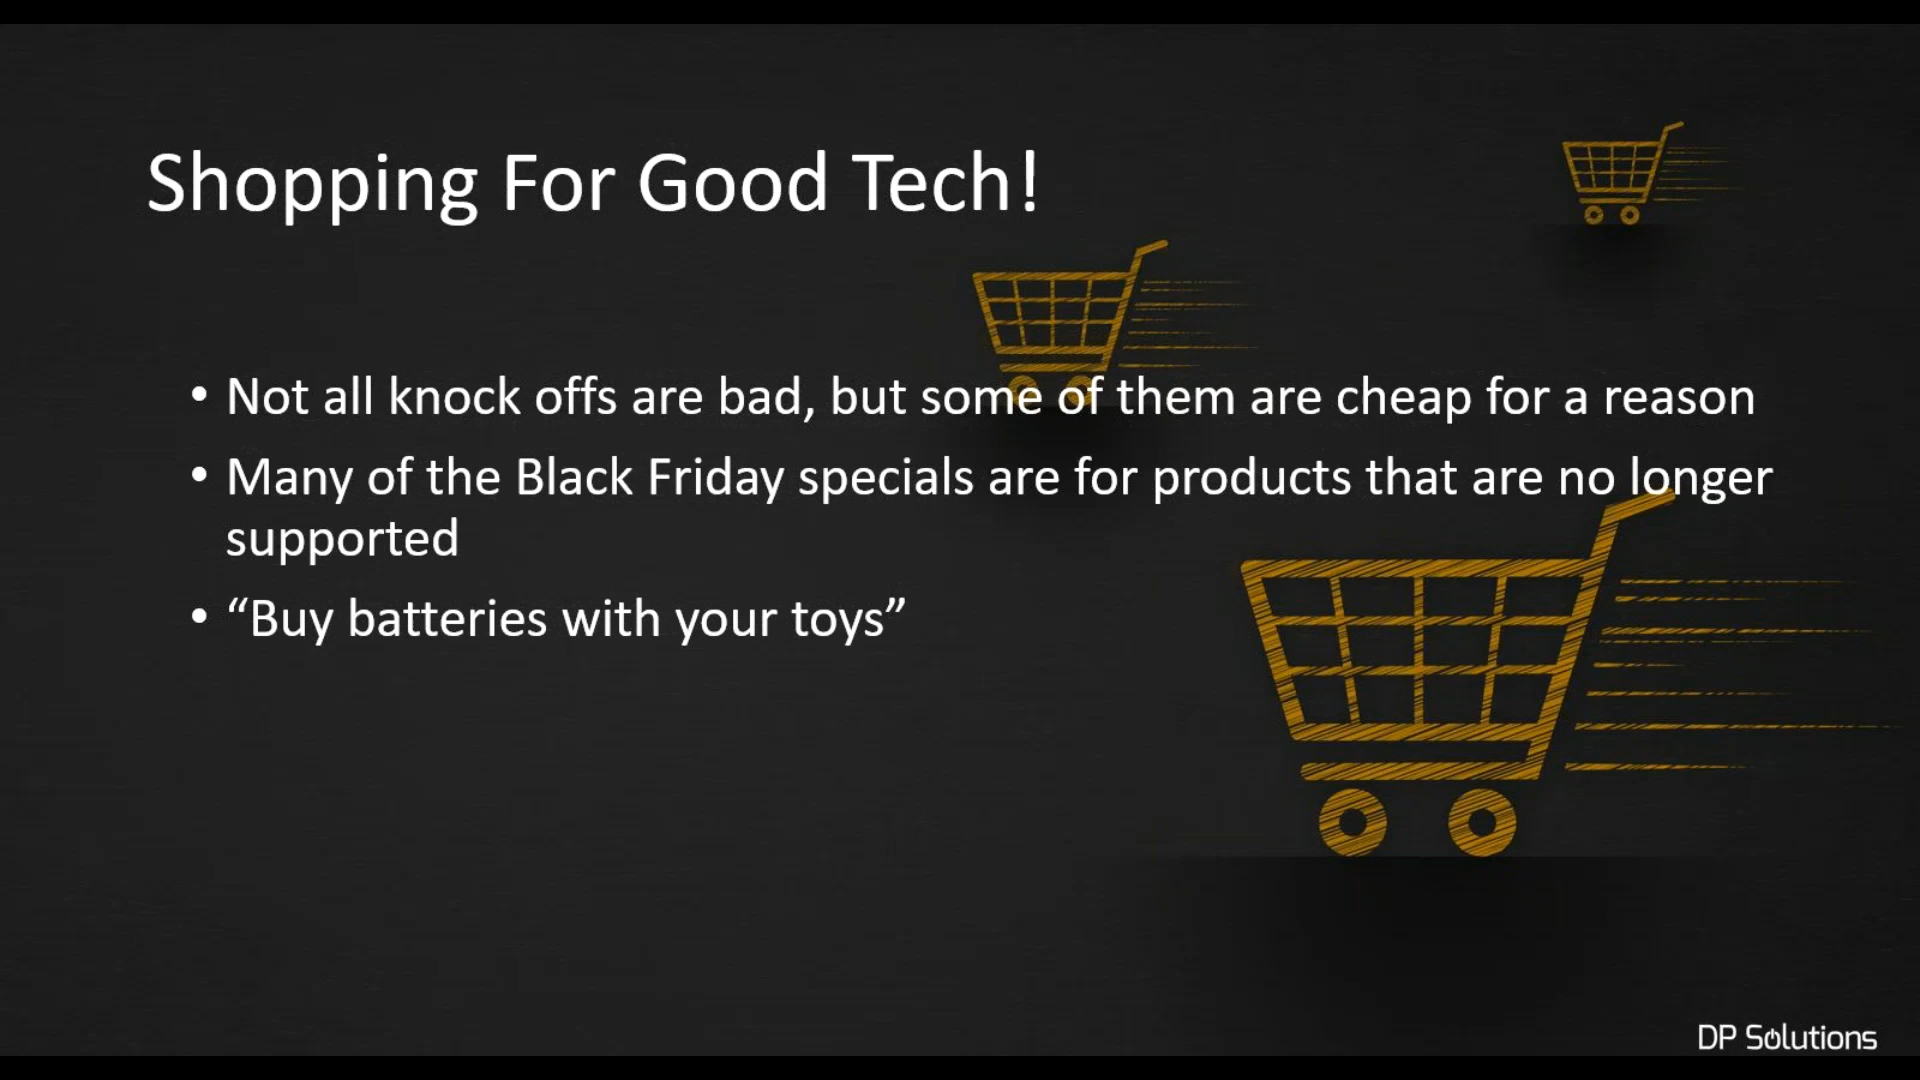 Shopping For Good Tech!
• Not all knock offs are bad, but some of them are cheap for a reason
• Many of the Black Friday specials are for products that are no longer
supported
• “Buy batteries with your toys”
DP Solutions